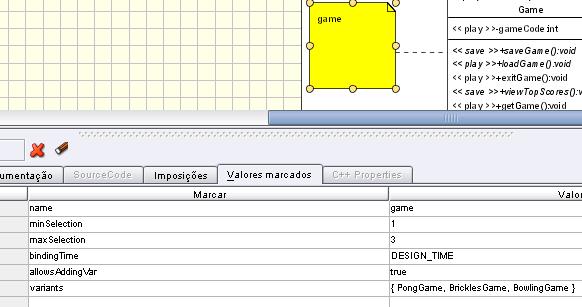 game
Game
<< play >>-gameCode:int
<< save >>+saveGame():void
<< play >>+loadGame():void
<< play >>+exitGame():void
<< save >>+viewTopScores():v
<< play >>+getGame():void
umentação SourceCode Imposições Valores marcados C++ Properties
Marcar Valor
name game
minSelection 1
maxSelection 3
bindingTime DESIGN_TIME
allowsAddingVar true
variants { PongGame, BricklesGame, BowlingGame }